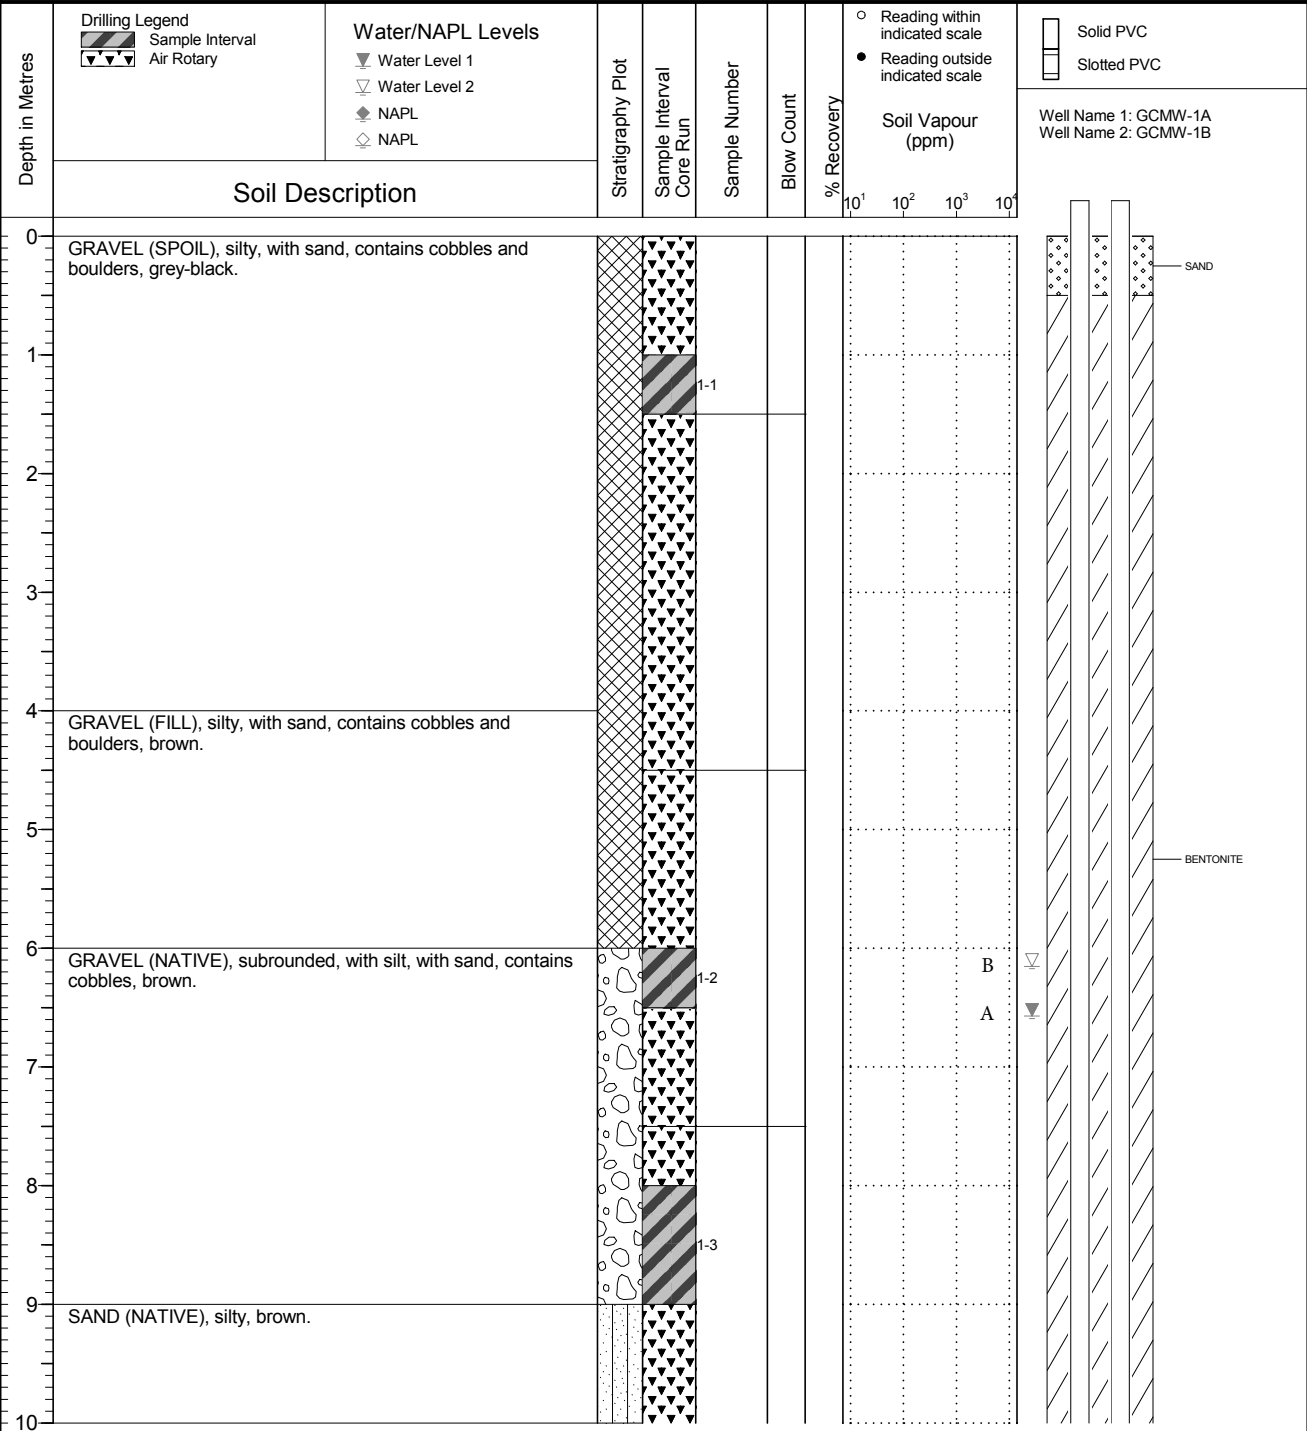 Depth in Metres
Drilling Legend
Sample Interval
Air Rotary
Water/NAPL Levels
Water Level 1
Water Level 2
NAPL
NAPL
Soil Description
Stratigraphy Plot
Sample Interval
Core Run
Sample Number
Blow Count
% Recovery
Reading within
indicated scale
Reading outside
indicated scale
Soil Vapour
(ppm)
10¹ 10² 10³ 10⁴
Solid PVC
Slotted PVC
Well Name 1: GCMW-1A
Well Name 2: GCMW-1B
0
GRAVEL (SPOIL), silty, with sand, contains cobbles and
boulders, grey-black.
SAND
1
1-1
2
3
4
GRAVEL (FILL), silty, with sand, contains cobbles and
boulders, brown.
5
BENTONITE
6
GRAVEL (NATIVE), subrounded, with silt, with sand, contains
cobbles, brown.
1-2
B
A
7
8
1-3
9
SAND (NATIVE), silty, brown.
10